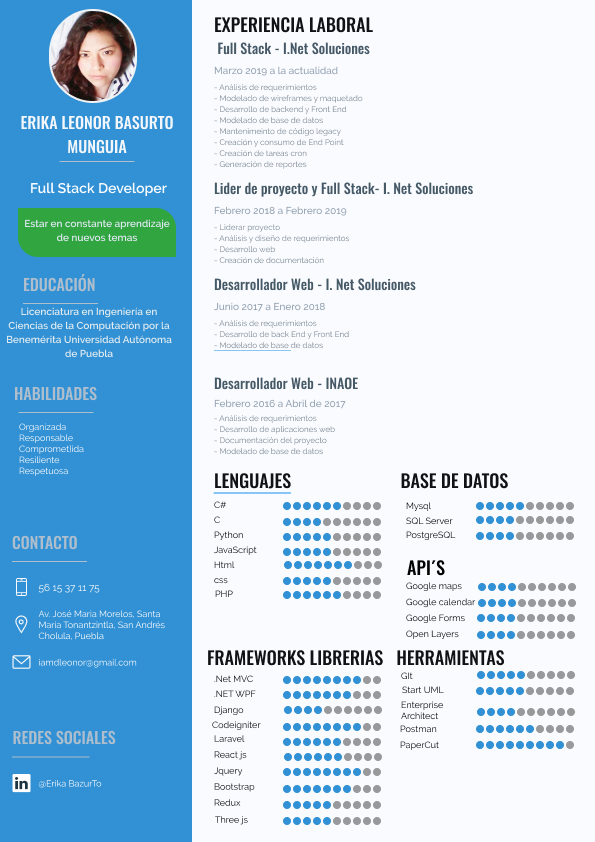 ERIKA LEONOR BASURTO
MUNGUIA
Full Stack Developer
Estar en constante aprendizaje
de nuevos temas
EDUCACIÓN
Licenciatura en Ingeniería en
Ciencias de la Computación por la
Benemérita Universidad Autónoma
de Puebla
HABILIDADES
Organizada
Responsable
Comprometiida
Resiliente
Respetuosa
CONTACTO
56 15 37 11 75
Av. José María Morelos, Santa
María Tonantzintla, San Andrés
Cholula, Puebla
iamdleonor@gmail.com
REDES SOCIALES
in
@Erika BazurTo
EXPERIENCIA LABORAL
Full Stack - I.Net Soluciones
Marzo 2019 a la actualidad
- Análisis de requerimientos
- Modelado de wireframes y maquetado
- Desarrollo de backend y Front End
- Modelado de base de datos
- Mantenimeinto de código legacy
- Creación y consumo de End Point
- Creación de tareas cron
- Generación de reportes
Lider de proyecto y Full Stack- I. Net Soluciones
Febrero 2018 a Febrero 2019
- Liderar proyecto
- Análisis y diseño de requerimientos
- Desarrollo web
- Creación de documentación
Desarrollador Web - I. Net Soluciones
Junio 2017 a Enero 2018
- Análisis de requerimientos
- Desarrollo de back End y Front End
- Modelado de base de datos
Desarrollador Web - INAOE
Febrero 2016 a Abril de 2017
- Análisis de requerimientos
- Desarrollo de aplicaciones web
- Documentación del proyecto
- Modelado de base de datos
LENGUAJES
C#
C
Python
JavaScript
Html
css
PHP
BASE DE DATOS
Mysql
SQL Server
PostgreSQL
API´S
Google maps
Google calendar
Google Forms
Open Layers
FRAMEWORKS LIBRERIAS
.Net MVC
.NET WPF
Django
Codeigniter
Laravel
React js
Jquery
Bootstrap
Redux
Three js
HERRAMIENTAS
GIt
Start UML
Enterprise
Architect
Postman
PaperCut